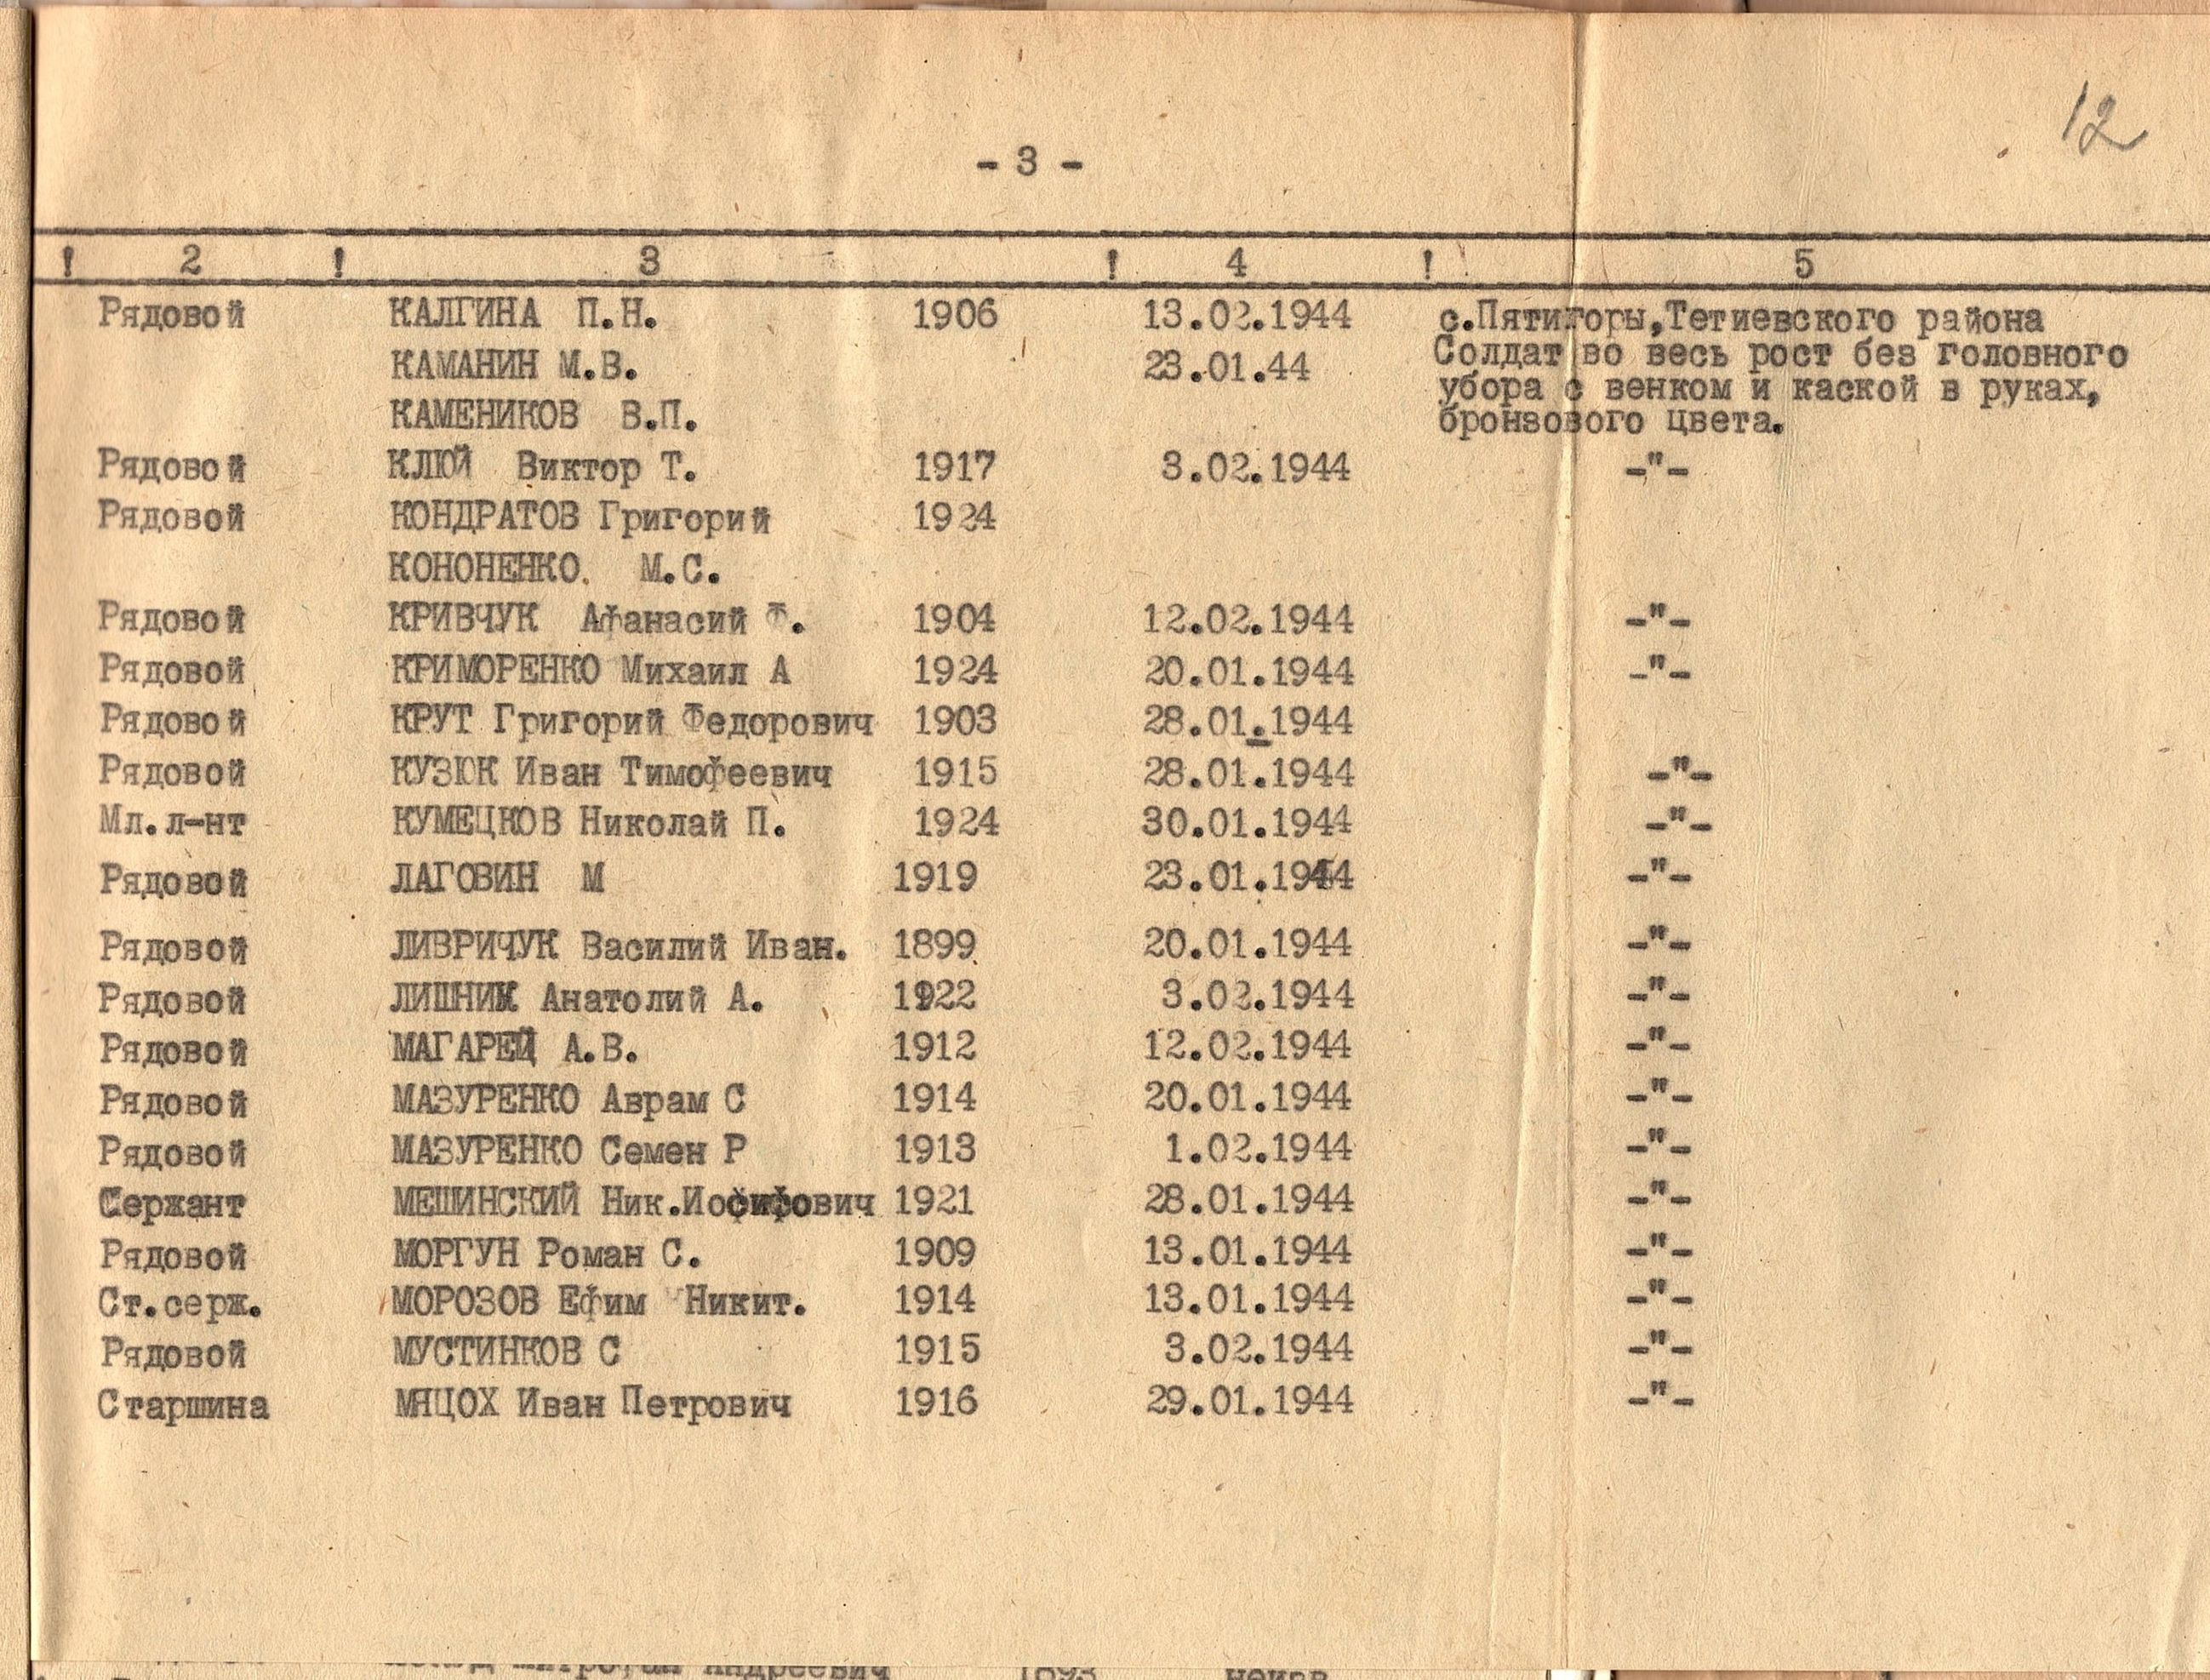 12
- 3 -
! 2 ! 3 ! 4 ! 5
Рядовой КАЛГИНА П.Н. 1906 13.02.1944 с.Пятигоры,Тетиевского района
Солдат во весь рост без головного
КАМАНИН М.В. 23.01.44 убора с венком и каской в руках,
КАМЕНИКОВ В.П. бронзового цвета.
Рядовой КЛЮЙ Виктор Т. 1917 3.02.1944 -"-
Рядовой КОНДРАТОВ Григорий 1924
КОНОНЕНКО. М.С.
Рядовой КРИВЧУК Афанасий Ф. 1904 12.02.1944 -"-
Рядовой КРИМОРЕНКО Михаил А 1924 20.01.1944 -"-
Рядовой КРУТ Григорий Федорович 1903 28.01.1944
Рядовой КУЗЮК Иван Тимофеевич 1915 28.01.1944 -"-
Мл.л-нт КУМЕЦКОВ Николай П. 1924 30.01.1944 -"-
Рядовой ЛАГОВИН М 1919 23.01.1944 -"-
Рядовой ЛИВРИЧУК Василий Иван. 1899 20.01.1944 -"-
Рядовой ЛИШНИК Анатолий А. 1922 3.02.1944 -"-
Рядовой МАГАРЕЦ А.В. 1912 12.02.1944 -"-
Рядовой МАЗУРЕНКО Аврам С 1914 20.01.1944 -"-
Рядовой МАЗУРЕНКО Семен Р 1913 1.02.1944 -"-
Сержант МЕШИНСКИЙ Ник.Иосифович 1921 28.01.1944 -"-
Рядовой МОРГУН Роман С. 1909 13.01.1944 -"-
Ст.серж. МОРОЗОВ Ефим Никит. 1914 13.01.1944 -"-
Рядовой МУСТИНКОВ С 1915 3.02.1944 -"-
Старшина МЯЦОХ Иван Петрович 1916 29.01.1944 -"-
Андреевич 1893